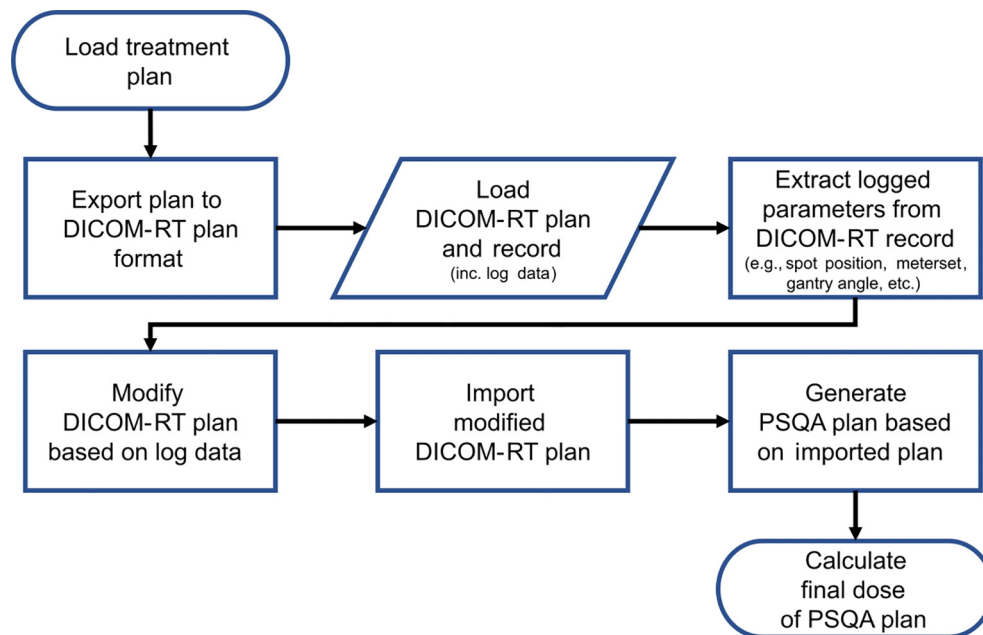 Load treatment
plan
Export plan to
DICOM-RT plan
format
Load
DICOM-RT plan
and record
(inc. log data)
Extract logged
parameters from
DICOM-RT record
(e.g., spot position, meterset,
gantry angle, etc.)
Modify
DICOM-RT plan
based on log data
Import
modified
DICOM-RT plan
Generate
PSQA plan based
on imported plan
Calculate
final dose
of PSQA plan